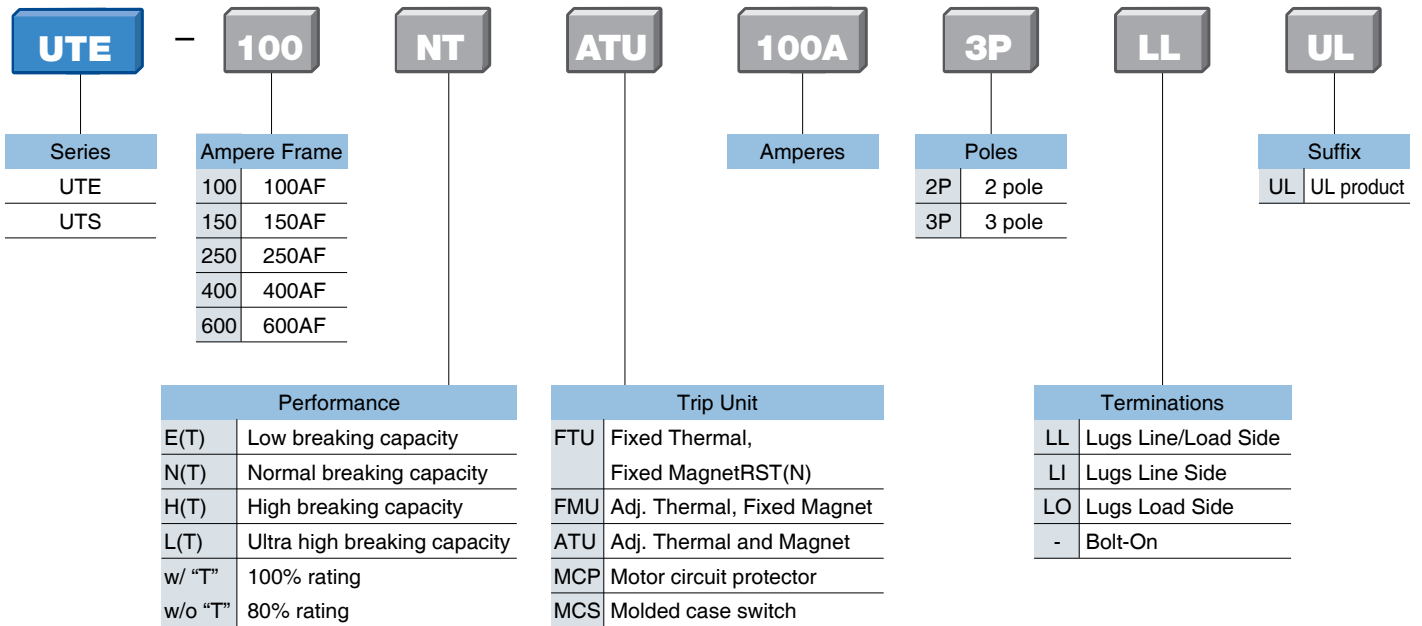 UTE – 100 NT ATU 100A 3P LL UL
Series
UTE
UTS
Ampere Frame
100 100AF
150 150AF
250 250AF
400 400AF
600 600AF
Amperes
Poles
2P 2 pole
3P 3 pole
Suffix
UL UL product
Performance
E(T) Low breaking capacity
N(T) Normal breaking capacity
H(T) High breaking capacity
L(T) Ultra high breaking capacity
w/ “T” 100% rating
w/o “T” 80% rating
Trip Unit
FTU Fixed Thermal,
Fixed MagnetRST(N)
FMU Adj. Thermal, Fixed Magnet
ATU Adj. Thermal and Magnet
MCP Motor circuit protector
MCS Molded case switch
Terminations
LL Lugs Line/Load Side
LI Lugs Line Side
LO Lugs Load Side
- Bolt-On